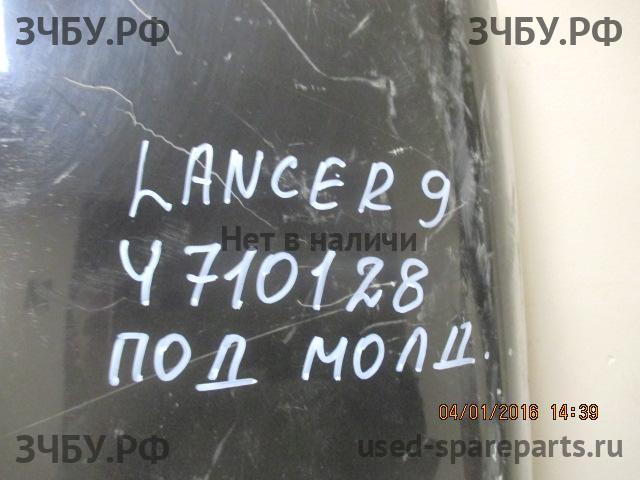 ЗЧБУ.РФ ЗЧБУ.РФ
LANCER 9
Нет в наличи
Ч710128
ПОД МОЛД.
04/01/2016 14:39
ЗЧБУ.РФ used-spareparts.ru